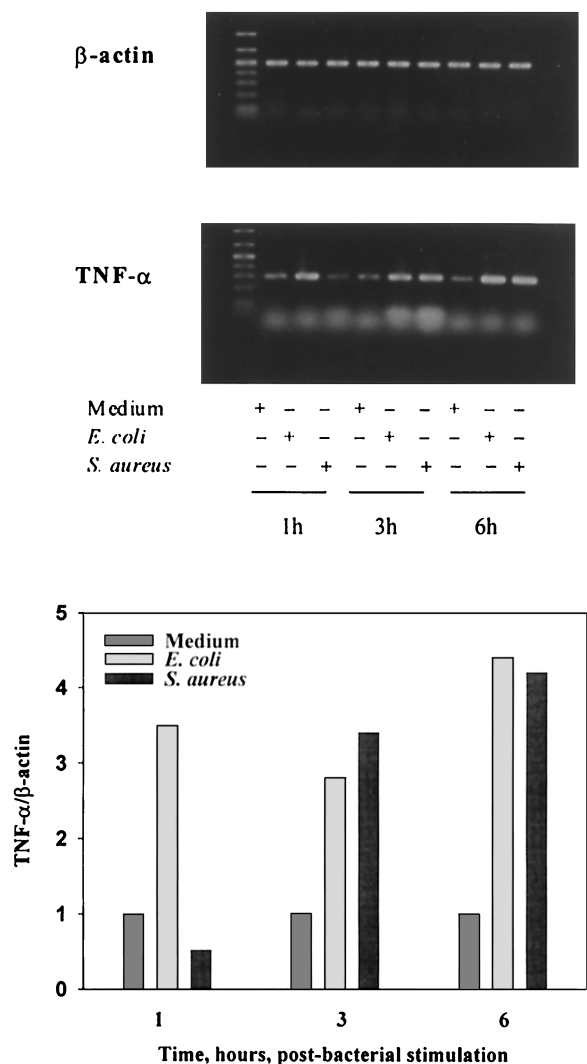 β-actin
TNF-α
Medium + − − + − − + − −
E. coli − + − − + − − + −
S. aureus − − + − − + − − +
1h 3h 6h
5
4
3
2
1
0
TNF-α/β-actin
Medium
E. coli
S. aureus
1 3 6
Time, hours, post-bacterial stimulation